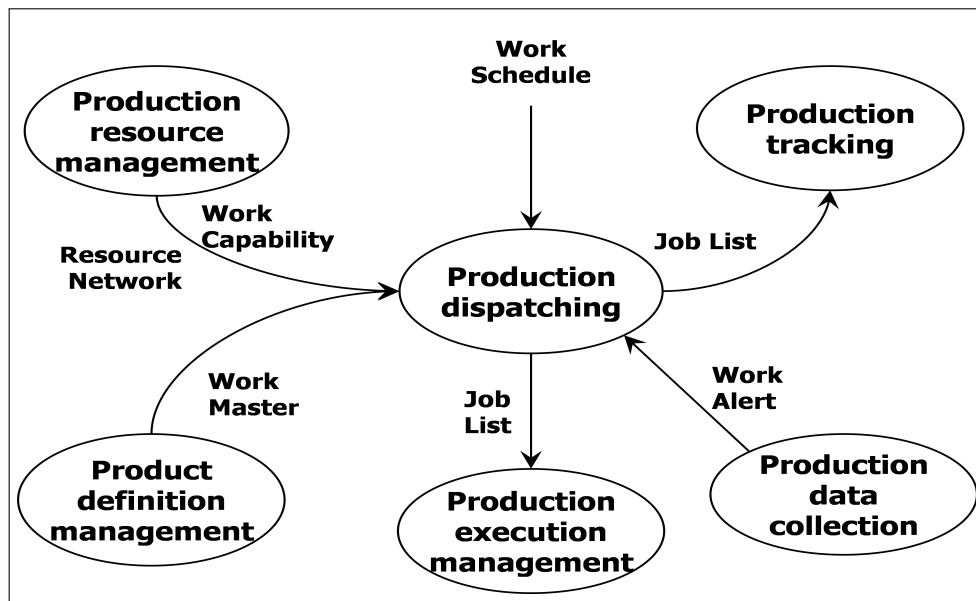 Work
Schedule
Production
resource
management
Production
tracking
Work
Capability
Resource
Network
Job List
Production
dispatching
Work
Master
Job
List
Work
Alert
Product
definition
management
Production
execution
management
Production
data
collection